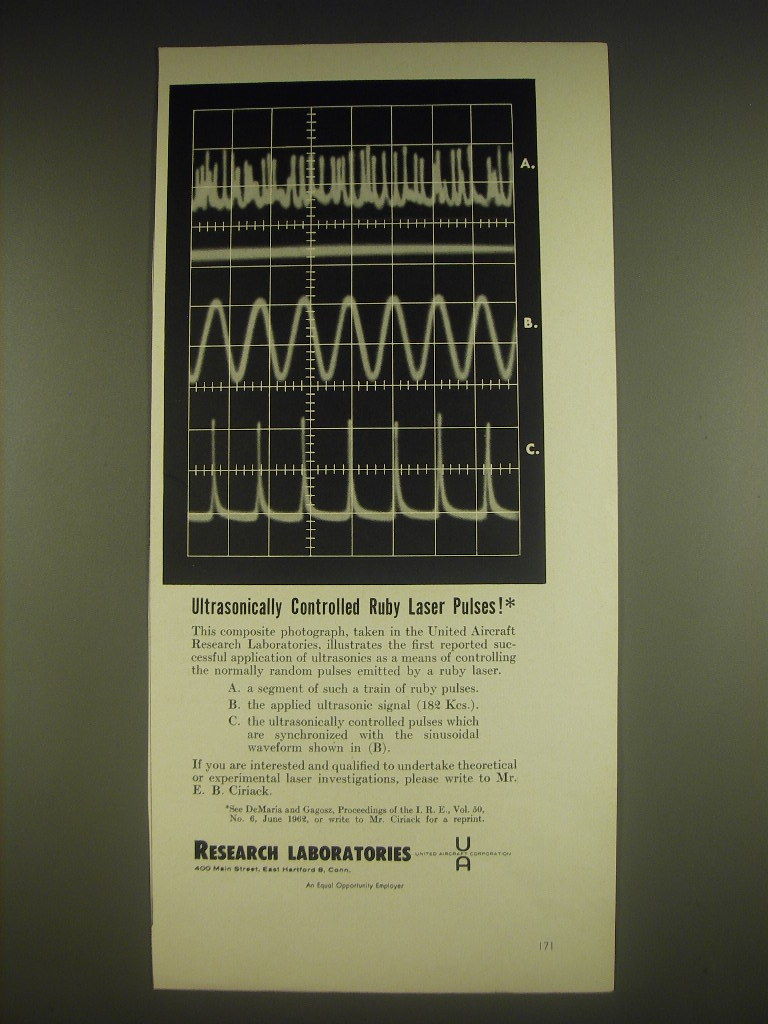 A.
B.
C.
Ultrasonically Controlled Ruby Laser Pulses!*
This composite photograph, taken in the United Aircraft
Research Laboratories, illustrates the first reported suc-
cessful application of ultrasonics as a means of controlling
the normally random pulses emitted by a ruby laser.
A. a segment of such a train of ruby pulses.
B. the applied ultrasonic signal (182 Kcs.).
C. the ultrasonically controlled pulses which
are synchronized with the sinusoidal
waveform shown in (B).
If you are interested and qualified to undertake theoretical
or experimental laser investigations, please write to Mr.
E. B. Ciriack.
*See DeMaria and Gagosz, Proceedings of the I. R. E., Vol. 50,
No. 6, June 1962, or write to Mr. Ciriack for a reprint.
RESEARCH LABORATORIES
UNITED AIRCRAFT CORPORATION
U
A
400 Main Street, East Hartford 8, Conn.
An Equal Opportunity Employer
171